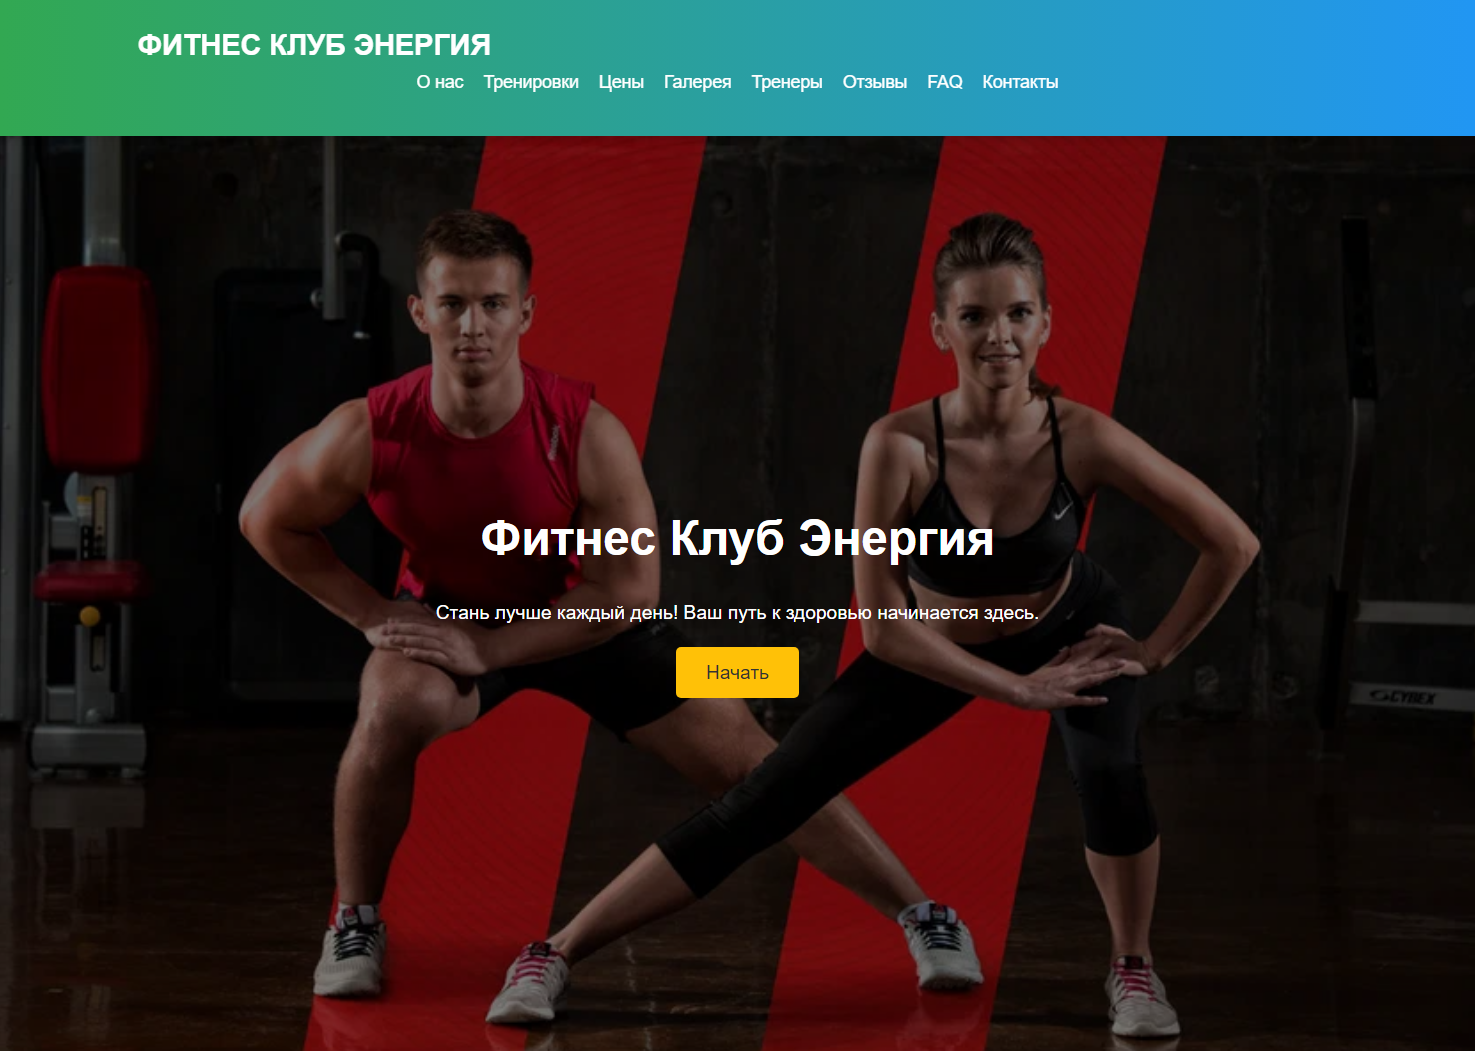 ФИТНЕС КЛУБ ЭНЕРГИЯ
О нас Тренировки Цены Галерея Тренеры Отзывы FAQ Контакты
Reebok
Фитнес Клуб Энергия
Стань лучше каждый день! Ваш путь к здоровью начинается здесь.
Начать
CYBEX